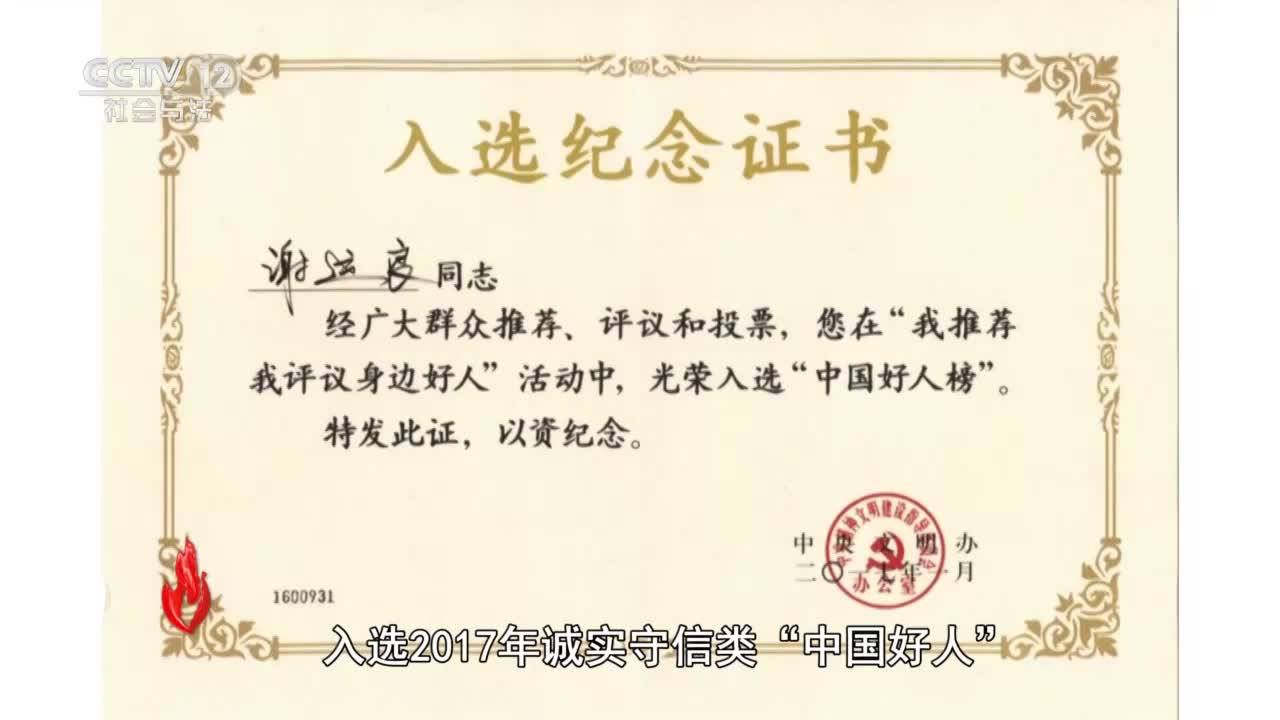 CCTV 12
社会与法
入选纪念证书
谢 良 同志
经广大群众推荐、评议和投票，您在“我推荐
我评议身边好人”活动中，光荣入选“中国好人榜”。
特发此证，以资纪念。
中央文明办
二〇一七年一月
中央精神文明建设指导委员会
办公室
1600931
入选2017年诚实守信类“中国好人”